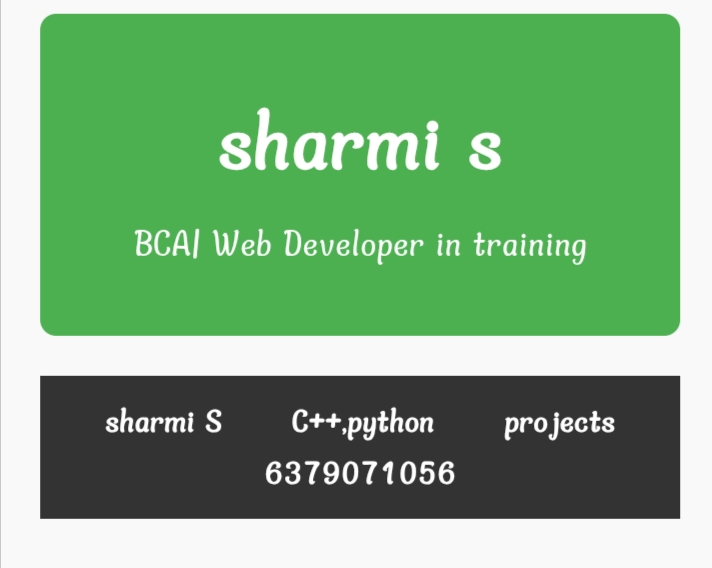 sharmi s
BCA| Web Developer in training
sharmi S C++,python projects
6379071056